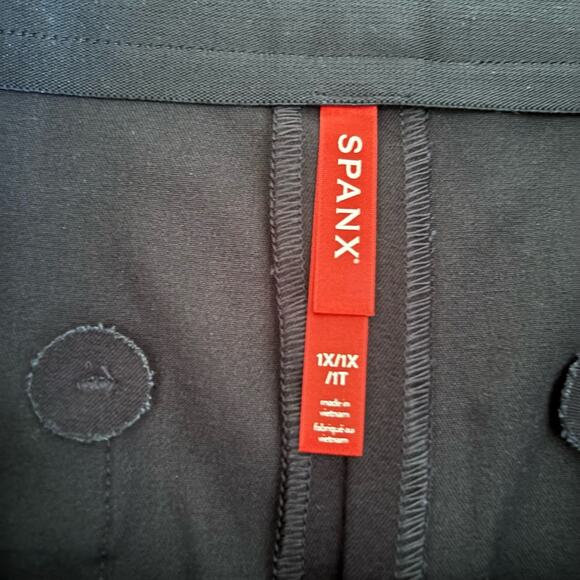 SPANX®
1X/1X
/1T
made in
vietnam
fabriqué au
vietnam